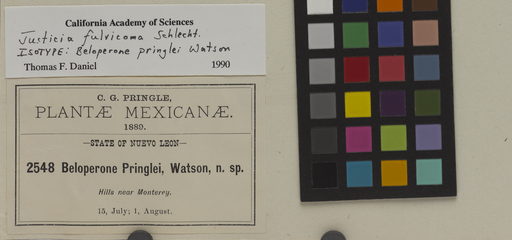 California Academy of Sciences
Justicia fulvicoma Schlecht.
ISOTYPE: Beloperone pringlei Watson
Thomas F. Daniel 1990
C. G. PRINGLE,
PLANTÆ MEXICANÆ.
1889.
—STATE OF NUEVO LEON—
2548 Beloperone Pringlei, Watson, n. sp.
Hills near Monterey.
15, July; 1, August.